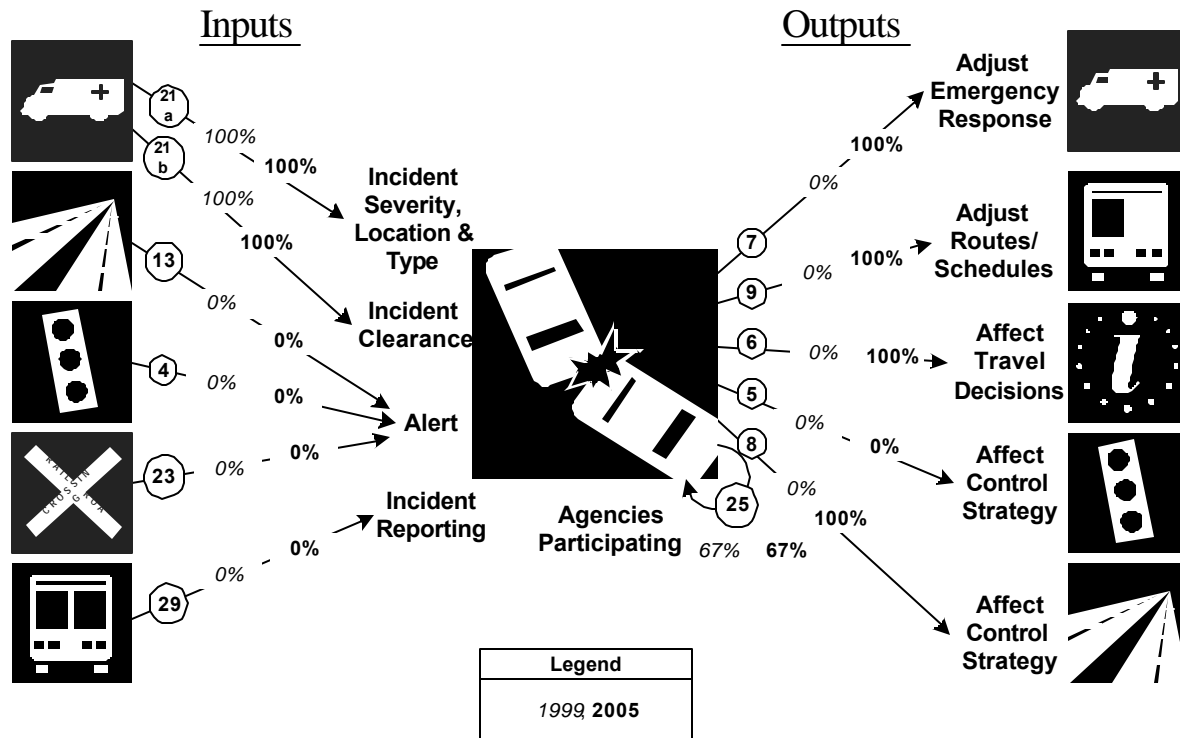 Inputs
Outputs
21
a
100%
100%
21
b
100%
100%
Incident
Severity,
Location &
Type
13
0%
0%
Incident
Clearance
4
0%
0%
Alert
23
0%
0%
RAILROA
CROSSING
Incident
Reporting
29
0%
0%
Agencies
Participating
25
67% 67%
7
0%
100%
Adjust
Emergency
Response
9
0%
100%
Adjust
Routes/
Schedules
6
0%
100%
Affect
Travel
Decisions
i
5
0%
0%
Affect
Control
Strategy
8
0%
100%
Affect
Control
Strategy
Legend
1999, 2005